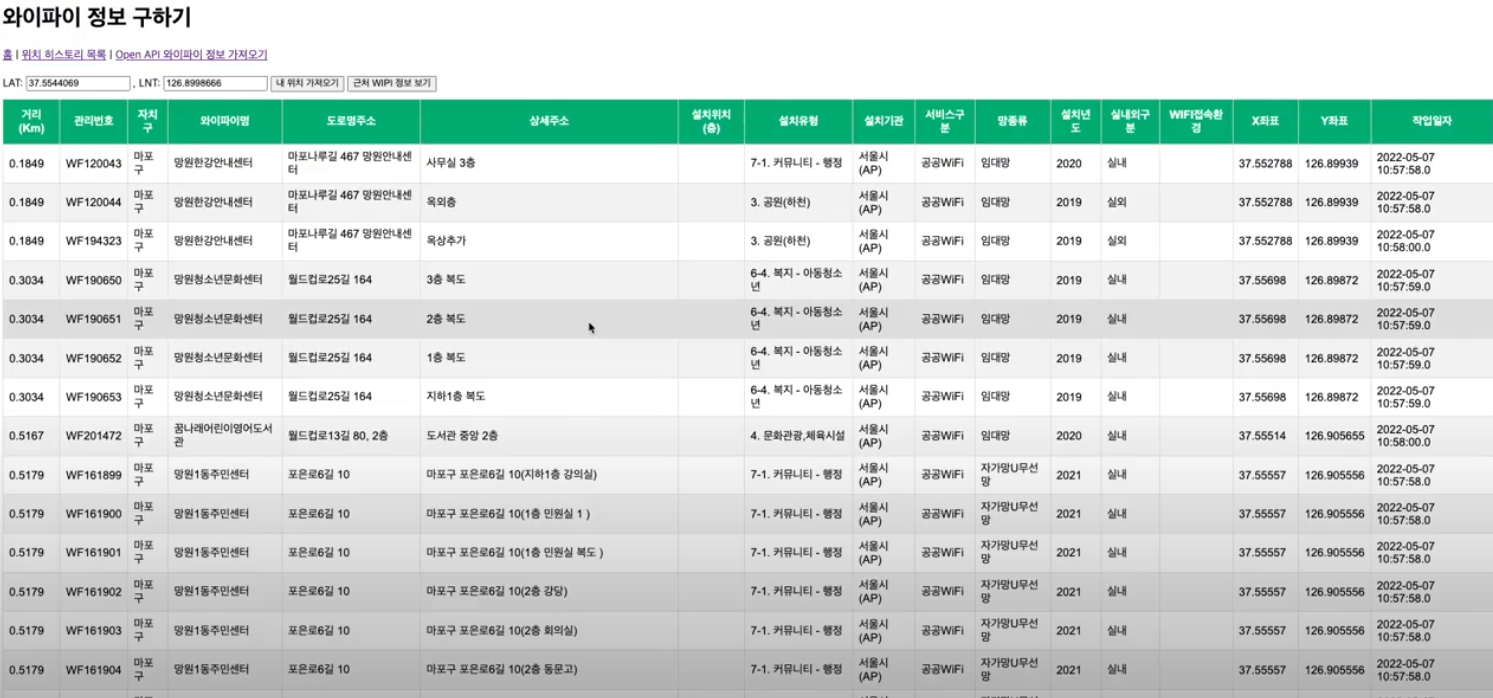 와이파이 정보 구하기
홈 | 위치 히스토리 목록 | Open API 와이파이 정보 가져오기
LAT: 37.5544069 , LNT: 126.8998666 내 위치 가져오기 근처 WIPI 정보 보기
거리(Km) 관리번호 자치구 와이파이명 도로명주소 상세주소 설치위치(층) 설치유형 설치기관 서비스구분 망종류 설치년도 실내외구분 WIFI접속환경 X좌표 Y좌표 작업일자
0.1849 WF120043 마포구 망원한강안내센터 마포나루길 467 망원안내센터 사무실 3층 7-1. 커뮤니티 - 행정 서울시(AP) 공공WiFi 임대망 2020 실내 37.552788 126.89939 2022-05-07 10:57:58.0
0.1849 WF120044 마포구 망원한강안내센터 마포나루길 467 망원안내센터 옥외층 3. 공원(하천) 서울시(AP) 공공WiFi 임대망 2019 실외 37.552788 126.89939 2022-05-07 10:57:58.0
0.1849 WF194323 마포구 망원한강안내센터 마포나루길 467 망원안내센터 옥상추가 3. 공원(하천) 서울시(AP) 공공WiFi 임대망 2019 실외 37.552788 126.89939 2022-05-07 10:58:00.0
0.3034 WF190650 마포구 망원청소년문화센터 월드컵로25길 164 3층 복도 6-4. 복지 - 아동청소년 서울시(AP) 공공WiFi 임대망 2019 실내 37.55698 126.89872 2022-05-07 10:57:59.0
0.3034 WF190651 마포구 망원청소년문화센터 월드컵로25길 164 2층 복도 6-4. 복지 - 아동청소년 서울시(AP) 공공WiFi 임대망 2019 실내 37.55698 126.89872 2022-05-07 10:57:59.0
0.3034 WF190652 마포구 망원청소년문화센터 월드컵로25길 164 1층 복도 6-4. 복지 - 아동청소년 서울시(AP) 공공WiFi 임대망 2019 실내 37.55698 126.89872 2022-05-07 10:57:59.0
0.3034 WF190653 마포구 망원청소년문화센터 월드컵로25길 164 지하1층 복도 6-4. 복지 - 아동청소년 서울시(AP) 공공WiFi 임대망 2019 실내 37.55698 126.89872 2022-05-07 10:57:59.0
0.5167 WF201472 마포구 꿈나래어린이영어도서관 월드컵로13길 80, 2층 도서관 중앙 2층 4. 문화관광,체육시설 서울시(AP) 공공WiFi 임대망 2020 실내 37.55514 126.905655 2022-05-07 10:58:00.0
0.5179 WF161899 마포구 망원1동주민센터 포은로6길 10 마포구 포은로6길 10(지하1층 강의실) 7-1. 커뮤니티 - 행정 서울시(AP) 공공WiFi 자가망U무선망 2021 실내 37.55557 126.905556 2022-05-07 10:57:58.0
0.5179 WF161900 마포구 망원1동주민센터 포은로6길 10 마포구 포은로6길 10(1층 민원실 1 ) 7-1. 커뮤니티 - 행정 서울시(AP) 공공WiFi 자가망U무선망 2021 실내 37.55557 126.905556 2022-05-07 10:57:58.0
0.5179 WF161901 마포구 망원1동주민센터 포은로6길 10 마포구 포은로6길 10(1층 민원실 복도 ) 7-1. 커뮤니티 - 행정 서울시(AP) 공공WiFi 자가망U무선망 2021 실내 37.55557 126.905556 2022-05-07 10:57:58.0
0.5179 WF161902 마포구 망원1동주민센터 포은로6길 10 마포구 포은로6길 10(2층 강당) 7-1. 커뮤니티 - 행정 서울시(AP) 공공WiFi 자가망U무선망 2021 실내 37.55557 126.905556 2022-05-07 10:57:58.0
0.5179 WF161903 마포구 망원1동주민센터 포은로6길 10 마포구 포은로6길 10(2층 회의실) 7-1. 커뮤니티 - 행정 서울시(AP) 공공WiFi 자가망U무선망 2021 실내 37.55557 126.905556 2022-05-07 10:57:58.0
0.5179 WF161904 마포구 망원1동주민센터 포은로6길 10 마포구 포은로6길 10(2층 동문고) 7-1. 커뮤니티 - 행정 서울시(AP) 공공WiFi 자가망U무선망 2021 실내 37.55557 126.905556 2022-05-07 10:57:58.0